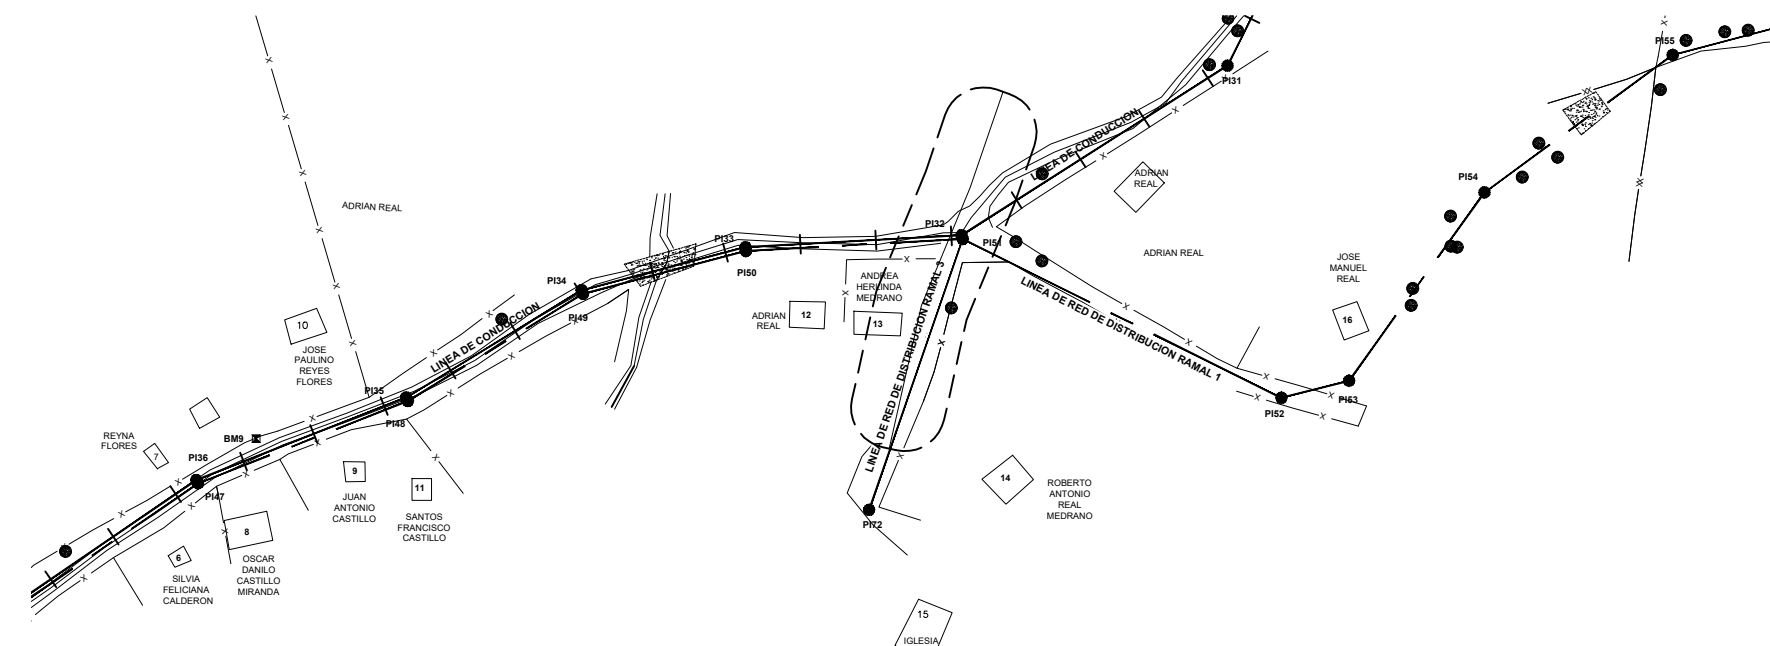 PI55
PI31
LINEA DE CONDUCCION
ADRIAN
REAL
PI54
ADRIAN REAL
PI32
PI33
PI51
PI50
ADRIAN REAL
JOSE
MANUEL
REAL
16
PI34
PI49
ANDREA
HERLINDA
MEDRANO
13
ADRIAN
REAL
12
LINEA DE RED DE DISTRIBUCION RAMAL 3
LINEA DE RED DE DISTRIBUCION RAMAL 1
LINEA DE CONDUCCION
10
JOSE
PAULINO
REYES
FLORES
PI35
PI48
PI53
PI52
BM9
REYNA
FLORES
7
PI36
PI47
9
JUAN
ANTONIO
CASTILLO
11
SANTOS
FRANCISCO
CASTILLO
14
ROBERTO
ANTONIO
REAL
MEDRANO
PI72
8
OSCAR
DANILO
CASTILLO
MIRANDA
6
SILVIA
FELICIANA
CALDERON
15
IGLESIA